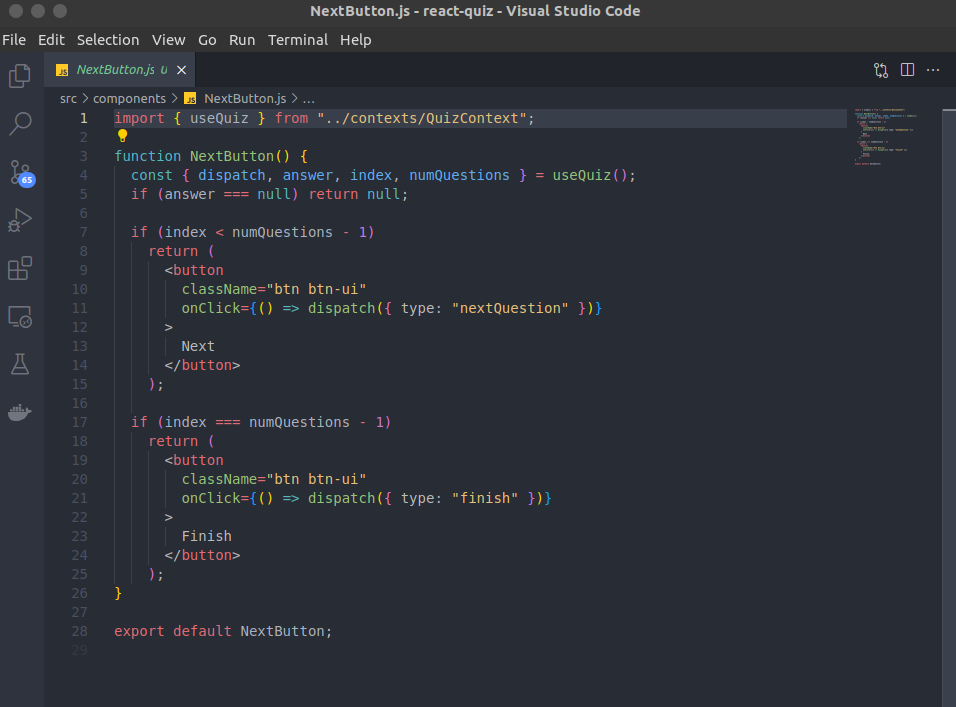 NextButton.js - react-quiz - Visual Studio Code
File Edit Selection View Go Run Terminal Help
JS NextButton.js U
src > components > JS NextButton.js > ...
1 import { useQuiz } from "../contexts/QuizContext";
2
3 function NextButton() {
4   const { dispatch, answer, index, numQuestions } = useQuiz();
5   if (answer === null) return null;
6
7   if (index < numQuestions - 1)
8     return (
9       <button
10         className="btn btn-ui"
11         onClick={() => dispatch({ type: "nextQuestion" })}
12       >
13         Next
14       </button>
15     );
16
17   if (index === numQuestions - 1)
18     return (
19       <button
20         className="btn btn-ui"
21         onClick={() => dispatch({ type: "finish" })}
22       >
23         Finish
24       </button>
25     );
26 }
27
28 export default NextButton;
29
65